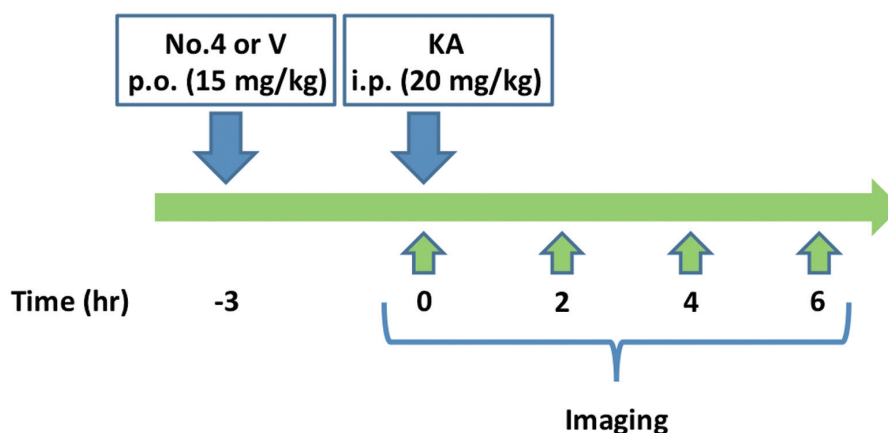 No.4 or V
p.o. (15 mg/kg)
KA
i.p. (20 mg/kg)
Time (hr) -3 0 2 4 6
Imaging